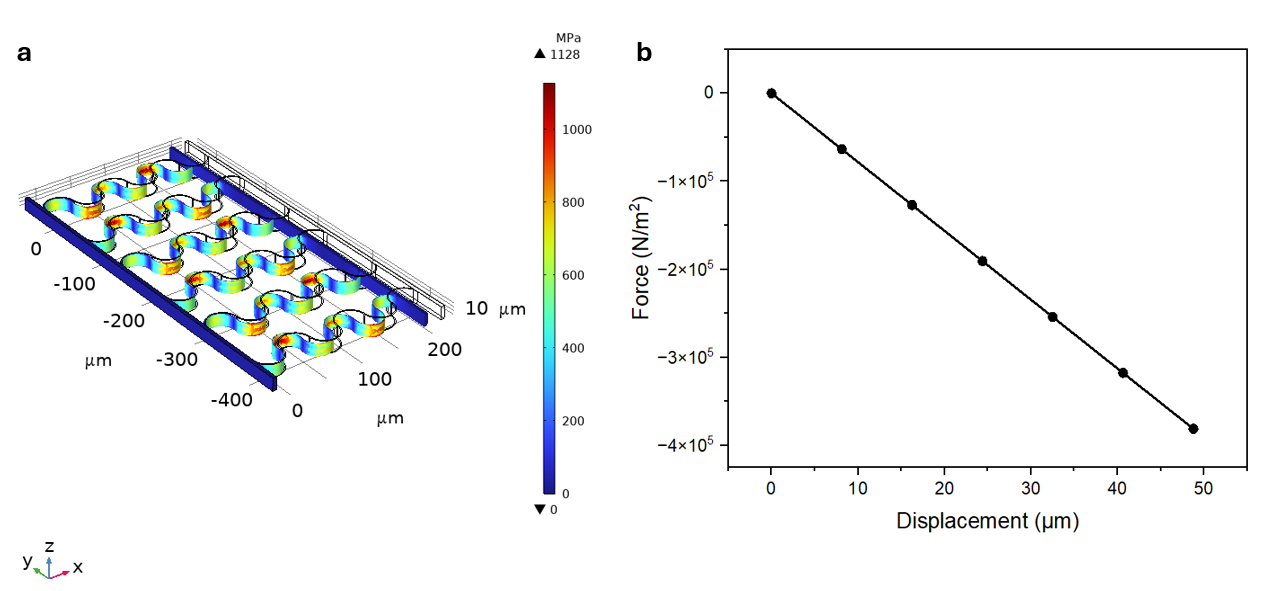 a
MPa
▲ 1128
1000
800
600
400
200
0
▼ 0
0
-100
-200
-300
-400
µm
0
100
200
µm
10 µm
z
y
x
b
Force (N/m²)
0
−1×10⁵
−2×10⁵
−3×10⁵
−4×10⁵
0 10 20 30 40 50
Displacement (µm)